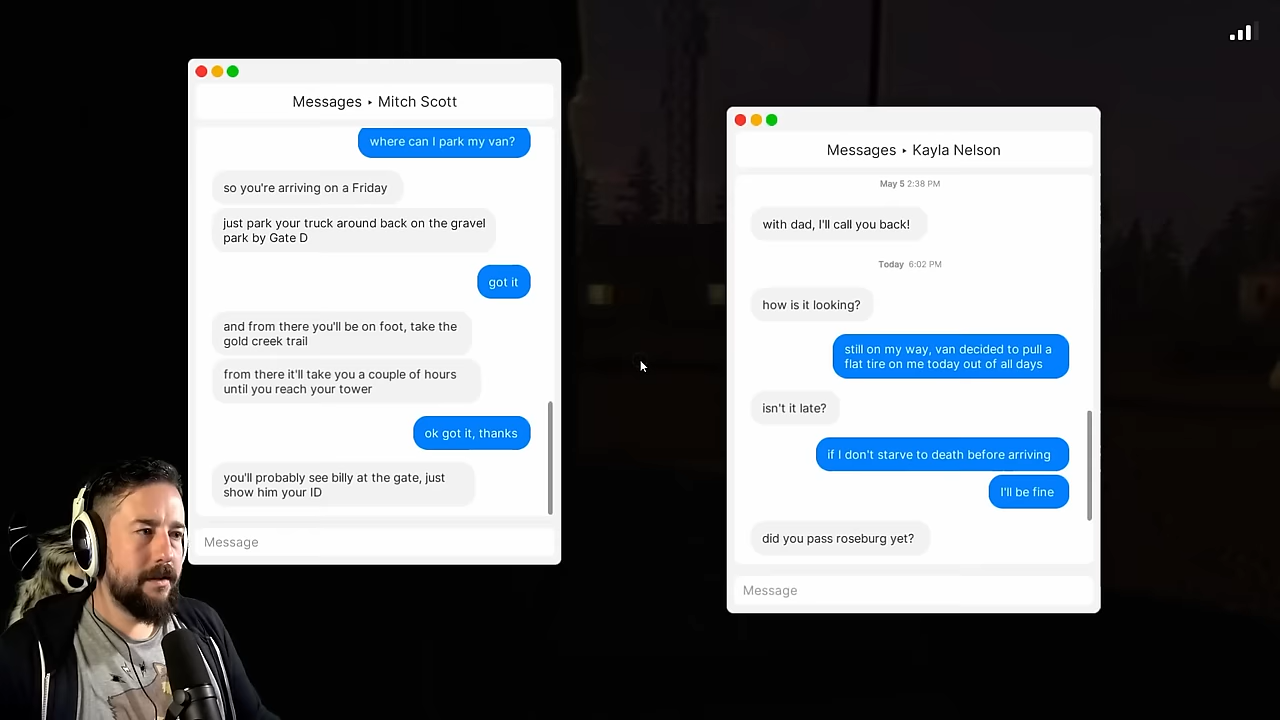 Messages ▸ Mitch Scott
where can I park my van?
so you're arriving on a Friday
just park your truck around back on the gravel
park by Gate D
got it
and from there you'll be on foot, take the
gold creek trail
from there it'll take you a couple of hours
until you reach your tower
ok got it, thanks
you'll probably see billy at the gate, just
show him your ID
Message
Messages ▸ Kayla Nelson
May 5 2:38 PM
with dad, I'll call you back!
Today 6:02 PM
how is it looking?
still on my way, van decided to pull a
flat tire on me today out of all days
isn't it late?
if I don't starve to death before arriving
I'll be fine
did you pass roseburg yet?
Message